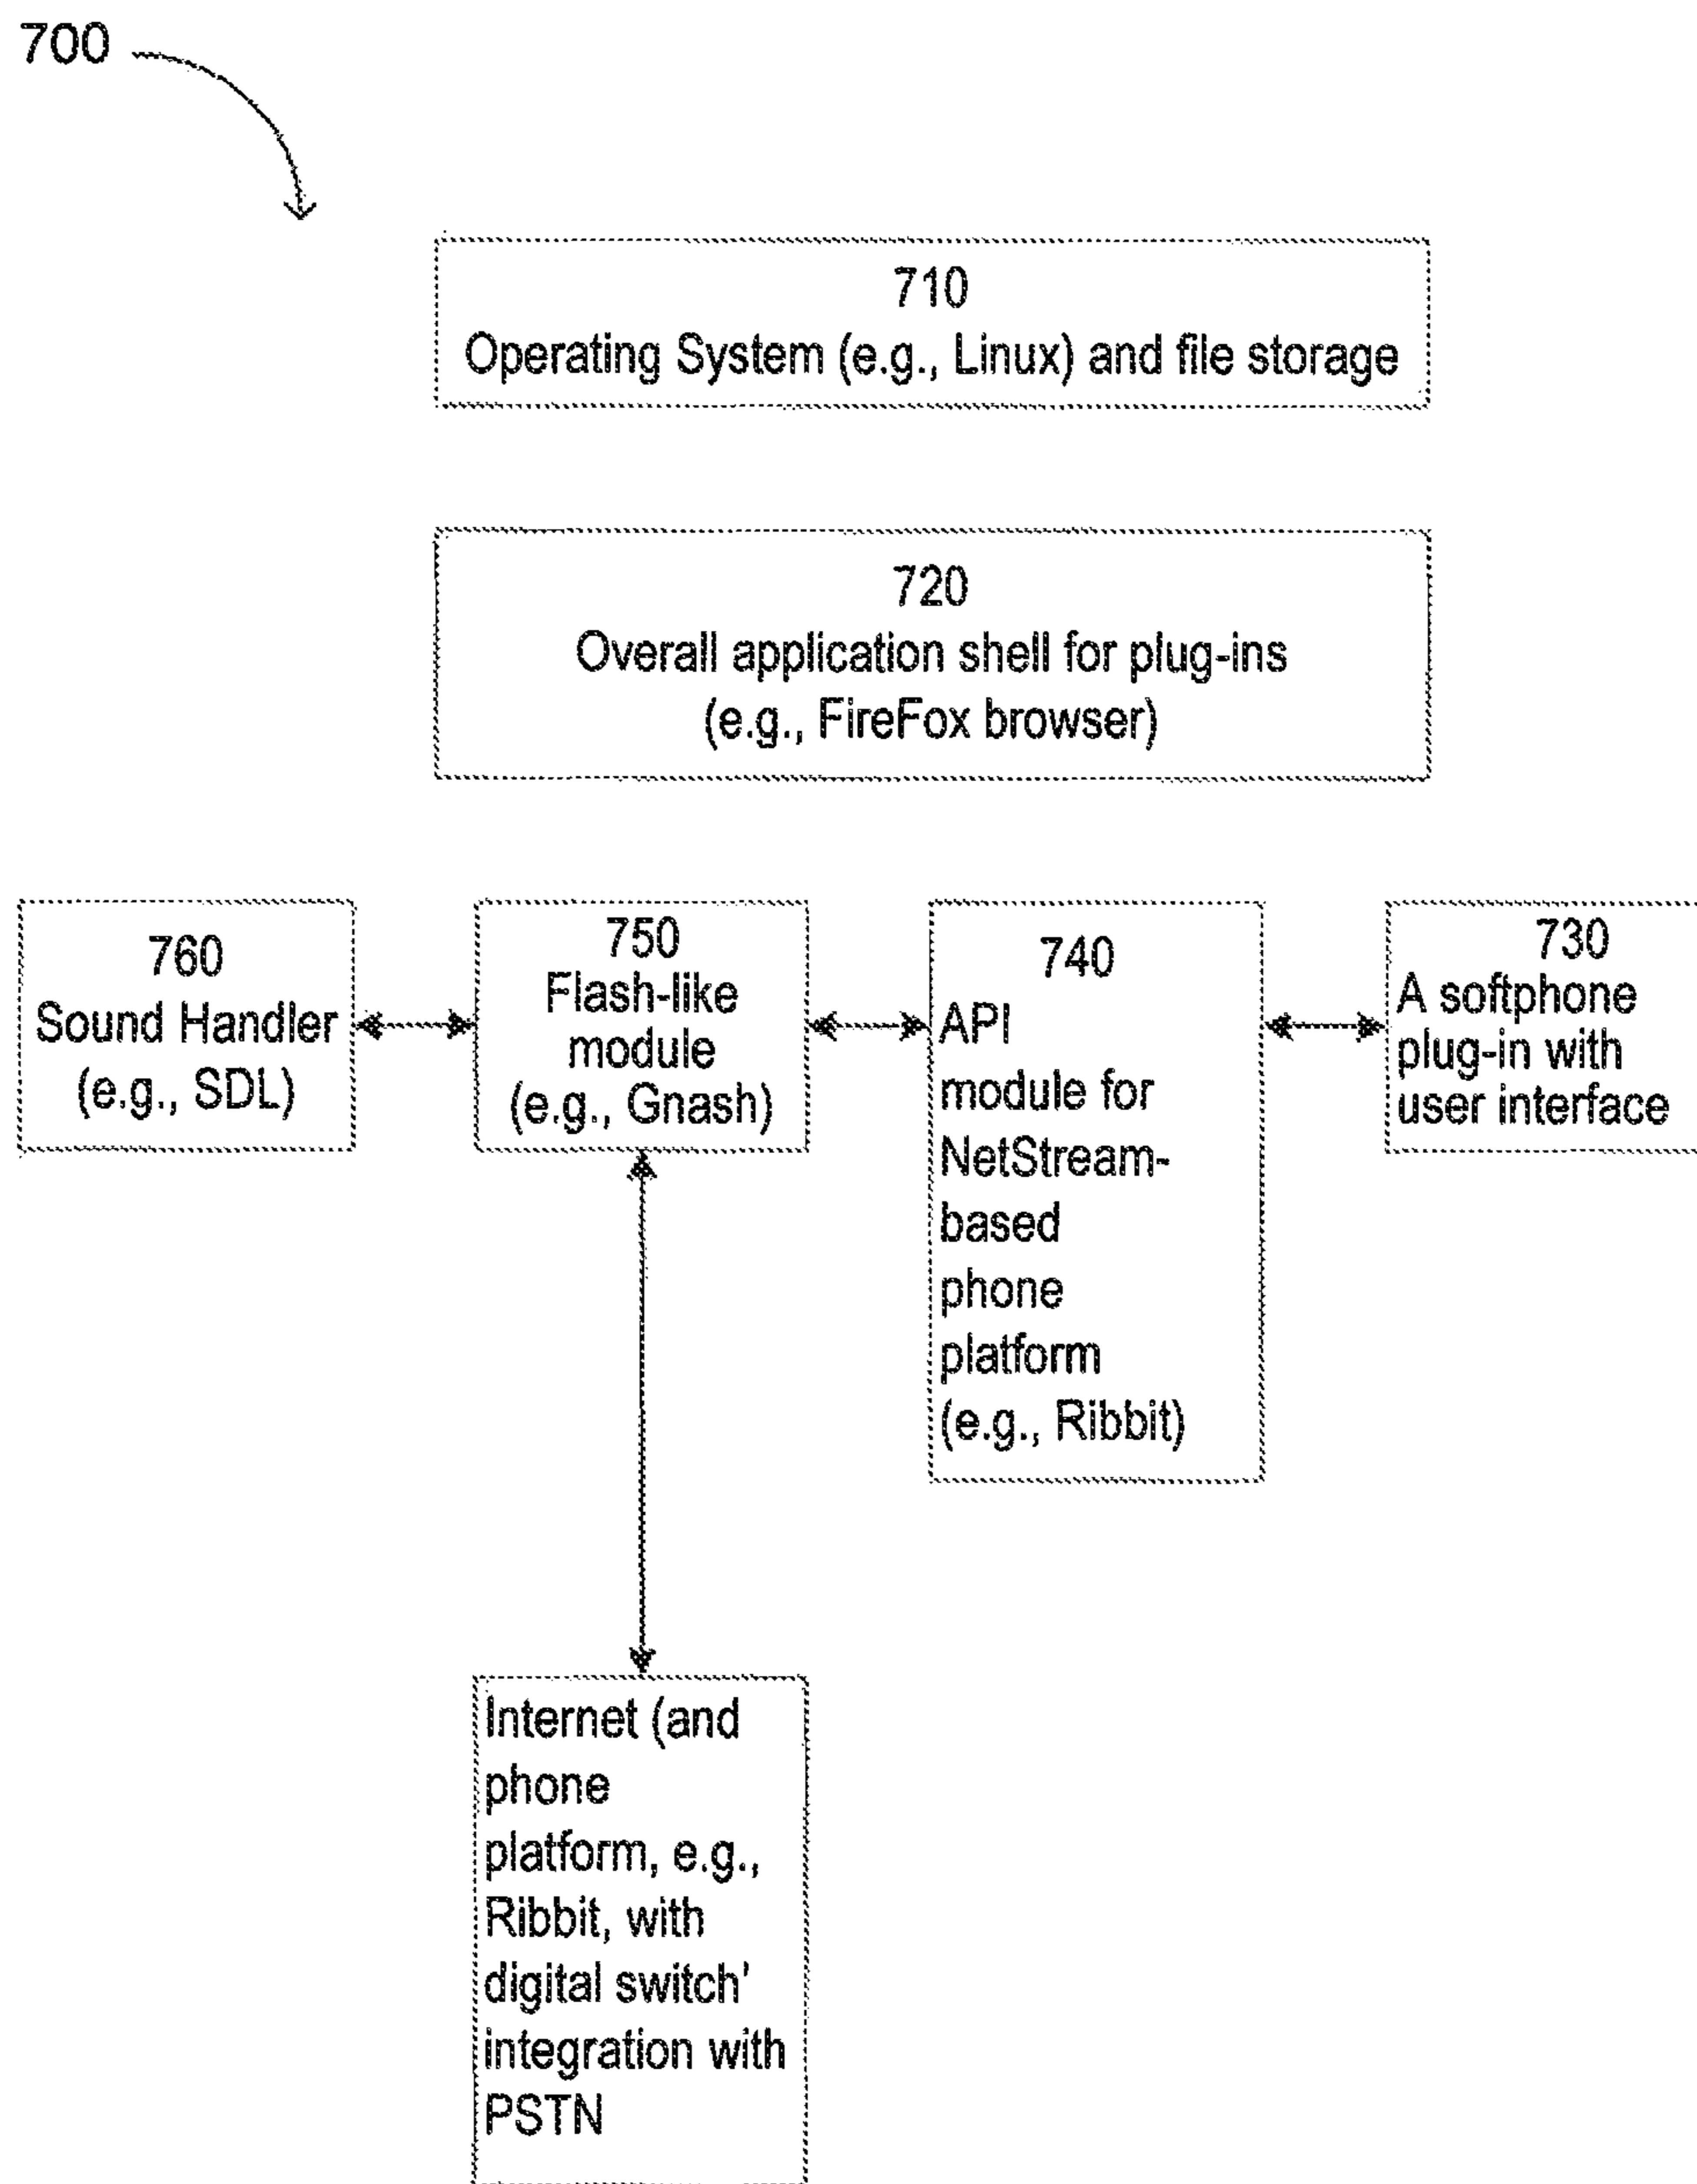 700
710
Operating System (e.g., Linux) and file storage
720
Overall application shell for plug-ins
(e.g., FireFox browser)
760
Sound Handler
(e.g., SDL)
750
Flash-like
module
(e.g., Gnash)
740
API
module for
NetStream-
based
phone
platform
(e.g., Ribbit)
730
A softphone
plug-in with
user interface
Internet (and
phone
platform, e.g.,
Ribbit, with
digital switch'
integration with
PSTN